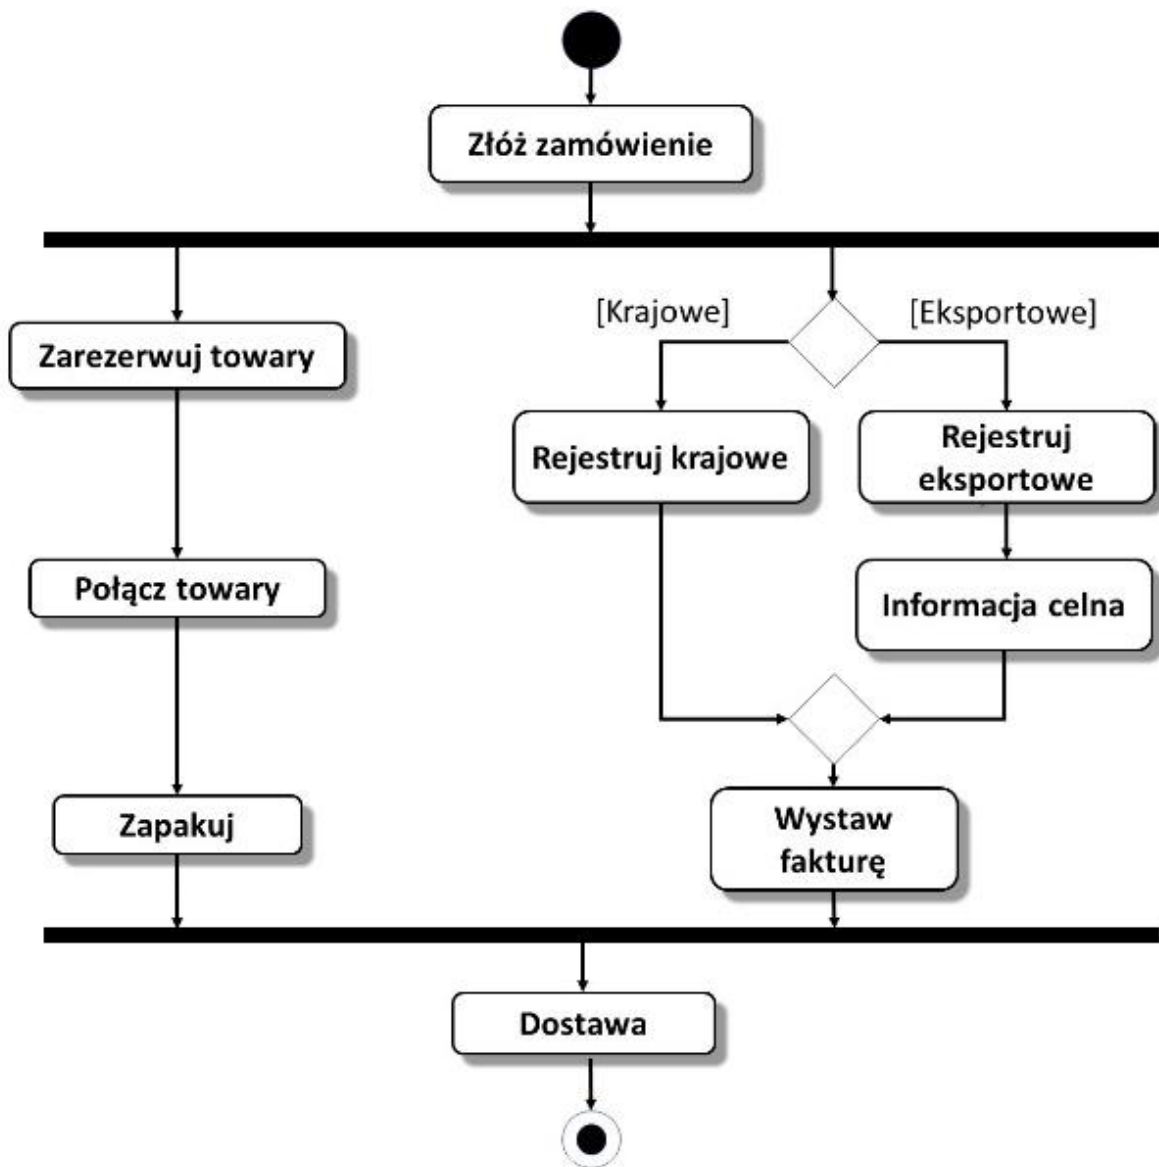 Złóż zamówienie
[Krajowe]
[Eksportowe]
Zarezerwuj towary
Rejestruj krajowe
Rejestruj
eksportowe
Połącz towary
Informacja celna
Zapakuj
Wystaw
fakturę
Dostawa